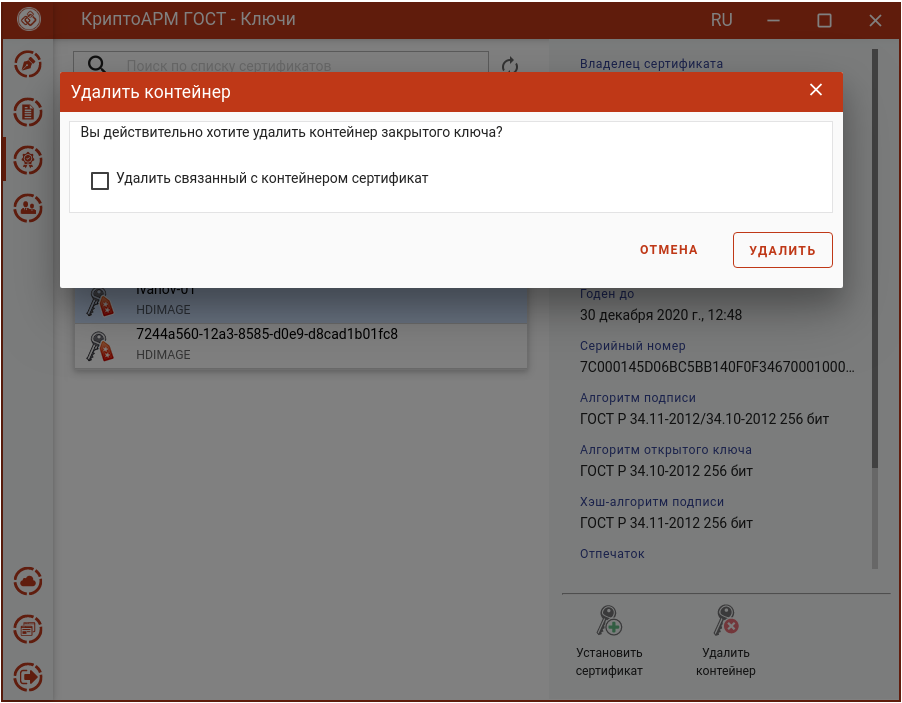 КриптоАРМ ГОСТ - Ключи
RU
Поиск по списку сертификатов
Владелец сертификата
Удалить контейнер
Вы действительно хотите удалить контейнер закрытого ключа?
Удалить связанный с контейнером сертификат
ОТМЕНА
УДАЛИТЬ
ivanov-01
HDIMAGE
7244a560-12a3-8585-d0e9-d8cad1b01fc8
HDIMAGE
Годен до
30 декабря 2020 г., 12:48
Серийный номер
7C000145D06BC5BB140F0F34670001000...
Алгоритм подписи
ГОСТ Р 34.11-2012/34.10-2012 256 бит
Алгоритм открытого ключа
ГОСТ Р 34.10-2012 256 бит
Хэш-алгоритм подписи
ГОСТ Р 34.11-2012 256 бит
Отпечаток
Установить
сертификат
Удалить
контейнер